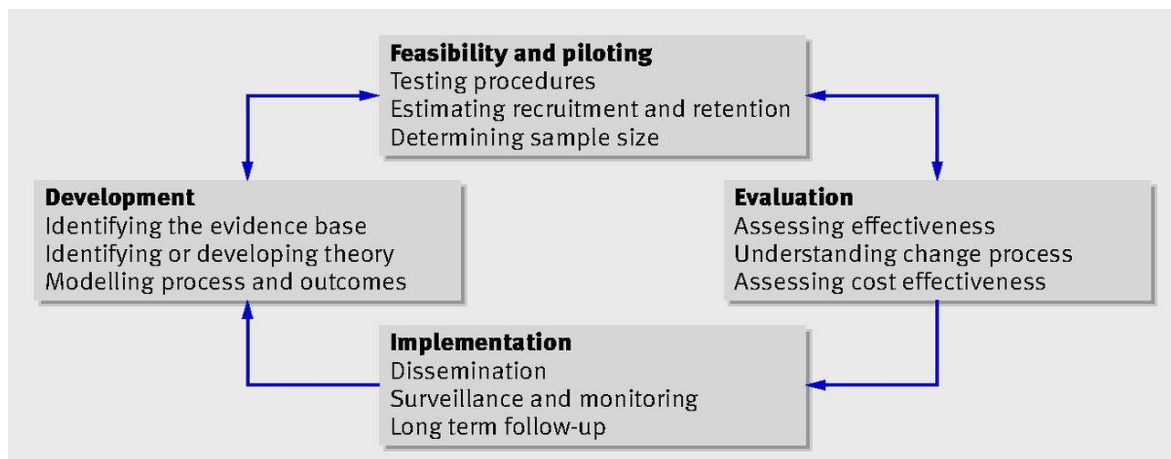 Feasibility and piloting
Testing procedures
Estimating recruitment and retention
Determining sample size
Development
Identifying the evidence base
Identifying or developing theory
Modelling process and outcomes
Evaluation
Assessing effectiveness
Understanding change process
Assessing cost effectiveness
Implementation
Dissemination
Surveillance and monitoring
Long term follow-up